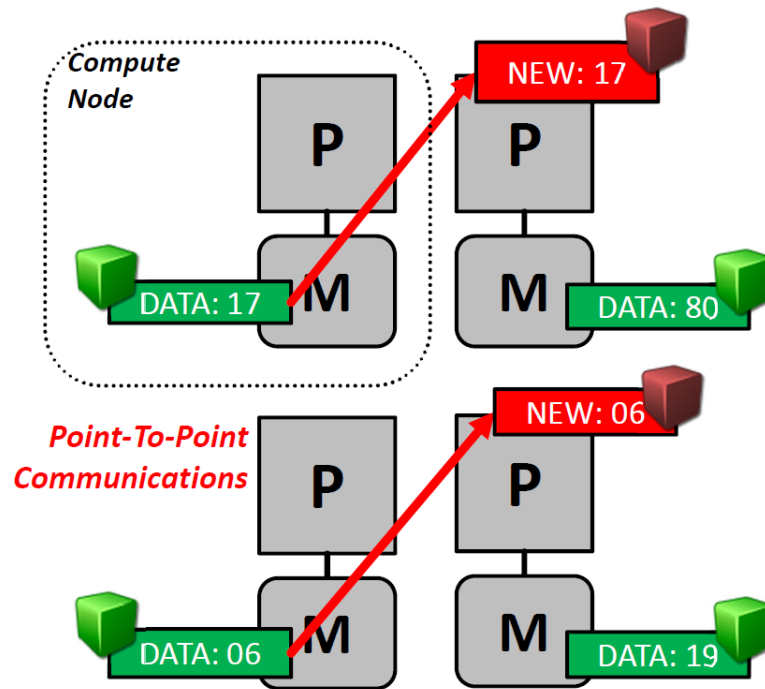 Compute
Node
NEW: 17
P
P
M
M
DATA: 17
DATA: 80
Point-To-Point
Communications
NEW: 06
P
P
M
M
DATA: 06
DATA: 19